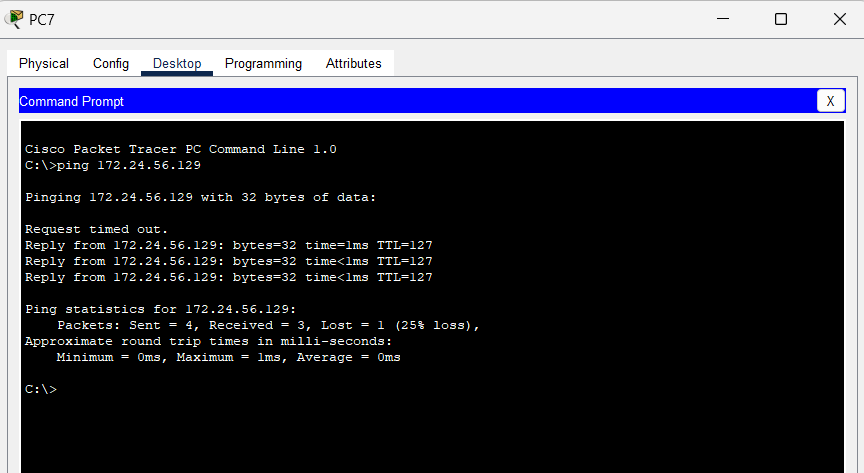 PC7
Physical Config Desktop Programming Attributes
Command Prompt X
Cisco Packet Tracer PC Command Line 1.0
C:\>ping 172.24.56.129
Pinging 172.24.56.129 with 32 bytes of data:
Request timed out.
Reply from 172.24.56.129: bytes=32 time=1ms TTL=127
Reply from 172.24.56.129: bytes=32 time<1ms TTL=127
Reply from 172.24.56.129: bytes=32 time<1ms TTL=127
Ping statistics for 172.24.56.129:
Packets: Sent = 4, Received = 3, Lost = 1 (25% loss),
Approximate round trip times in milli-seconds:
Minimum = 0ms, Maximum = 1ms, Average = 0ms
C:\>